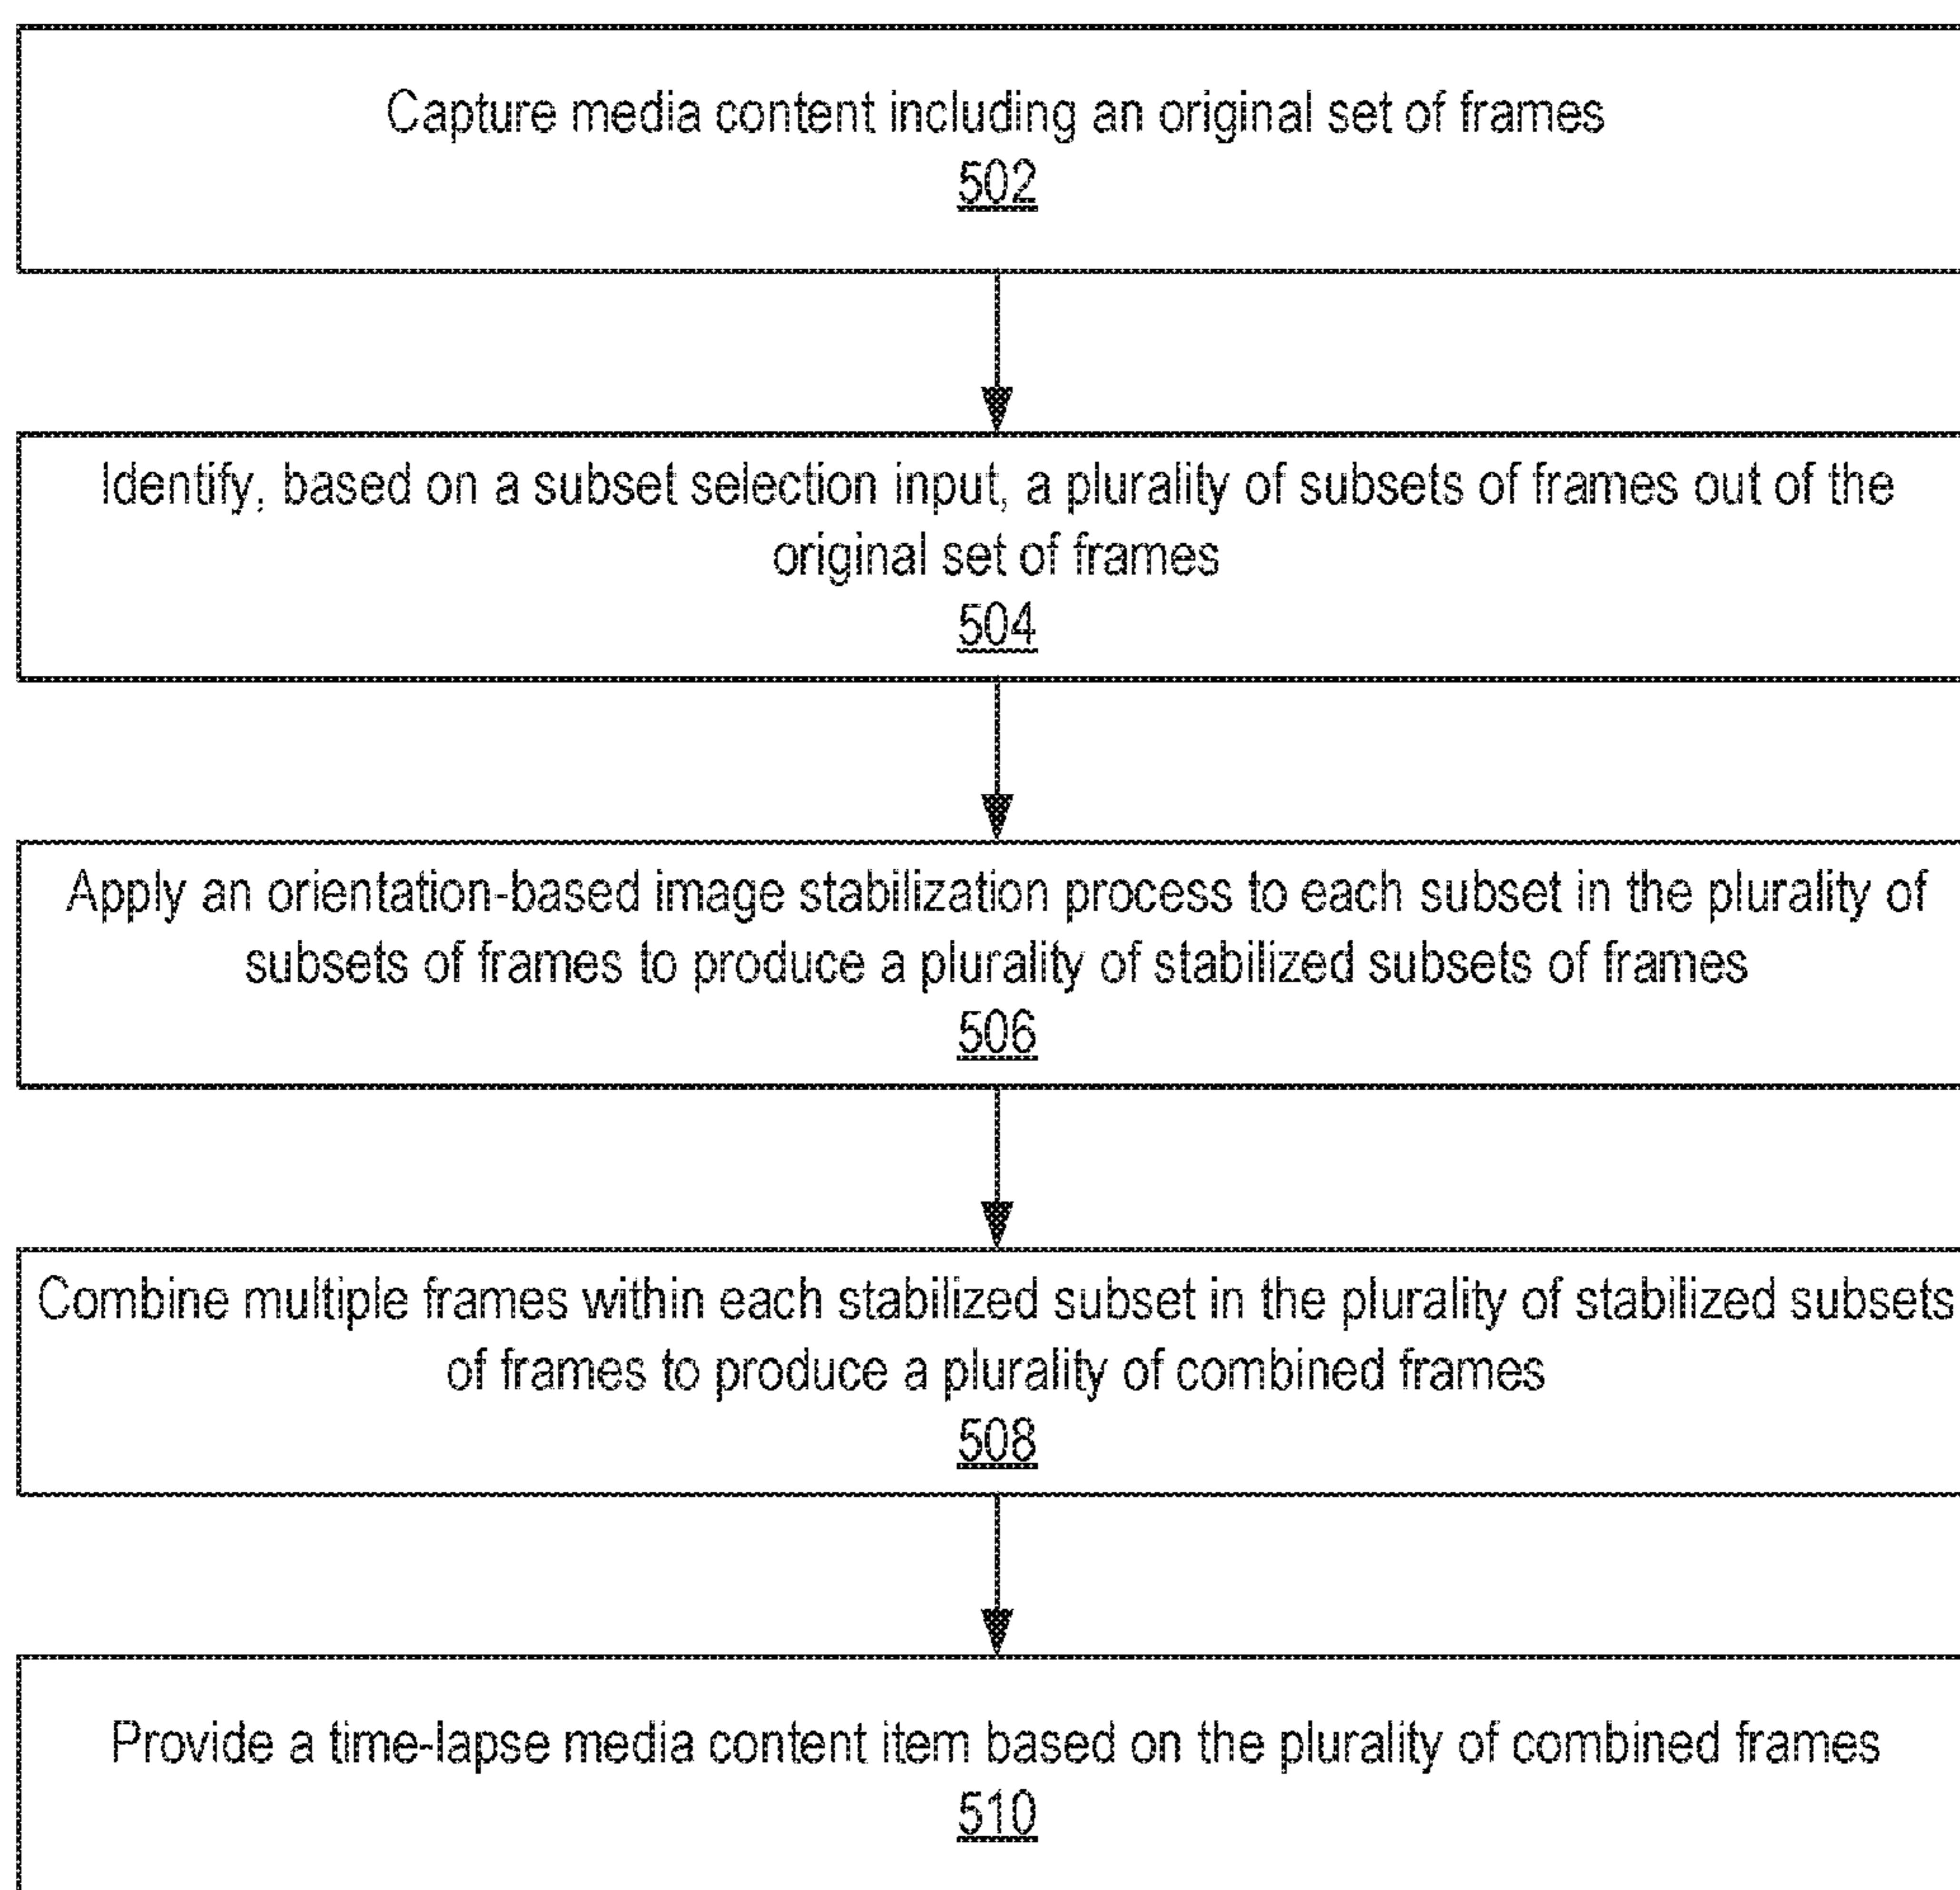 Capture media content including an original set of frames
502
Identify, based on a subset selection input, a plurality of subsets of frames out of the
original set of frames
504
Apply an orientation-based image stabilization process to each subset in the plurality of
subsets of frames to produce a plurality of stabilized subsets of frames
506
Combine multiple frames within each stabilized subset in the plurality of stabilized subsets
of frames to produce a plurality of combined frames
508
Provide a time-lapse media content item based on the plurality of combined frames
510